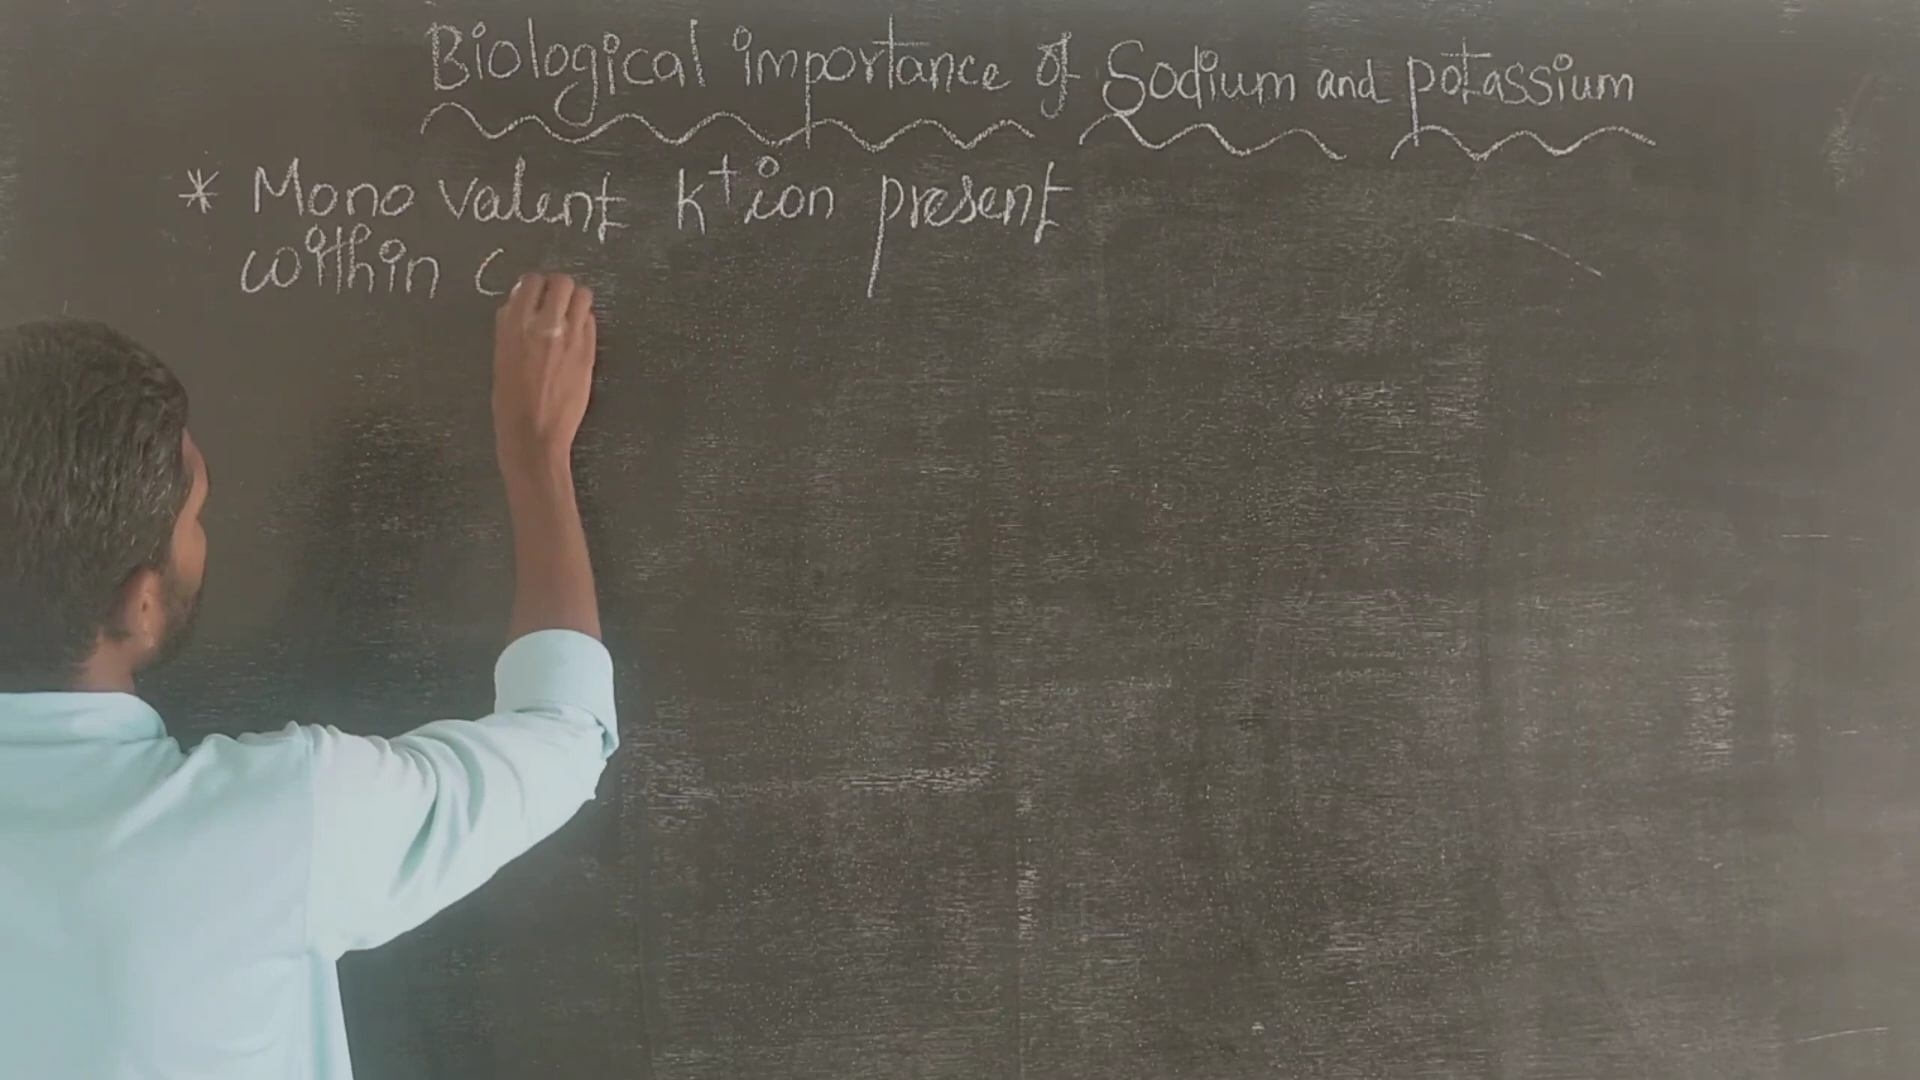 Biological importance of Sodium and potassium
* Mono valent k⁺ ion present
within c